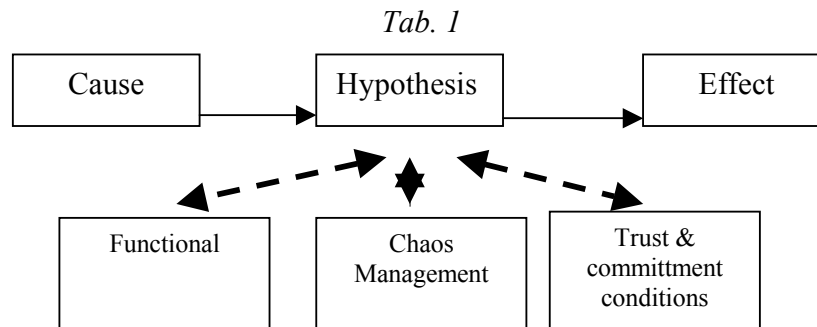 Tab. 1
Cause
Hypothesis
Effect
Functional
Chaos
Management
Trust &
committment
conditions